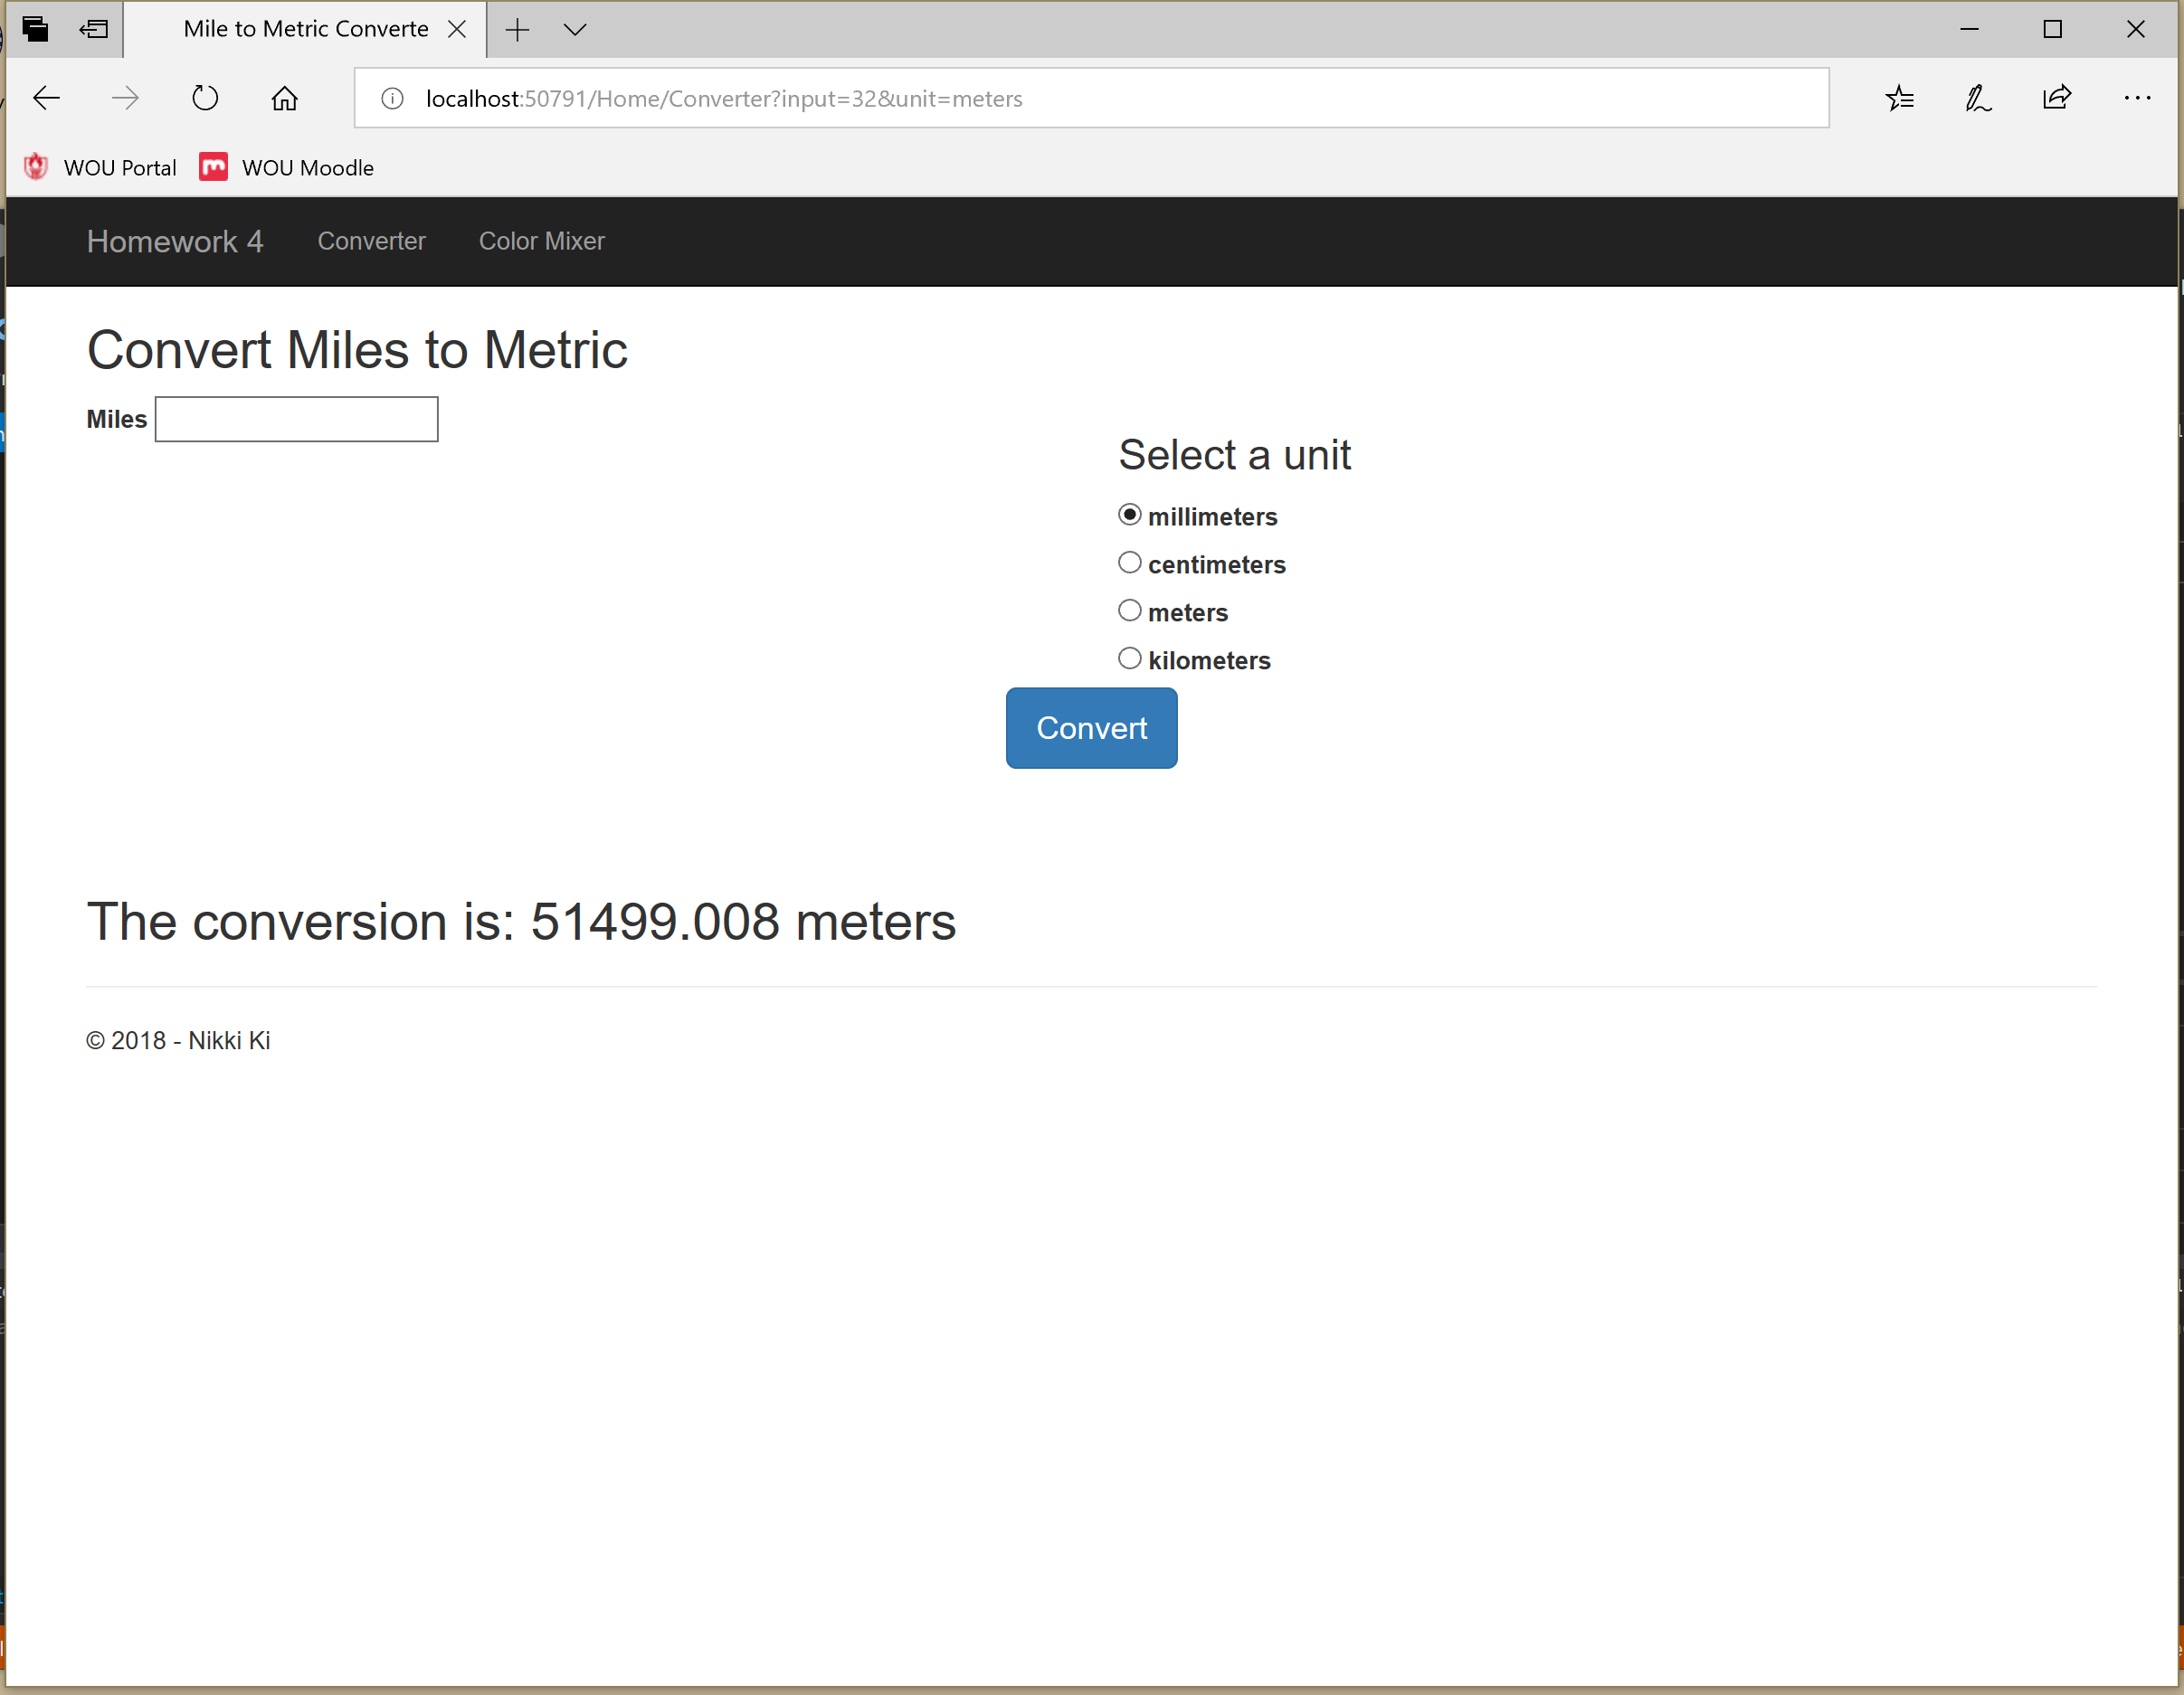 Mile to Metric Converte
localhost:50791/Home/Converter?input=32&unit=meters
WOU Portal WOU Moodle
Homework 4 Converter Color Mixer
Convert Miles to Metric
Miles
Select a unit
millimeters
centimeters
meters
kilometers
Convert
The conversion is: 51499.008 meters
© 2018 - Nikki Ki